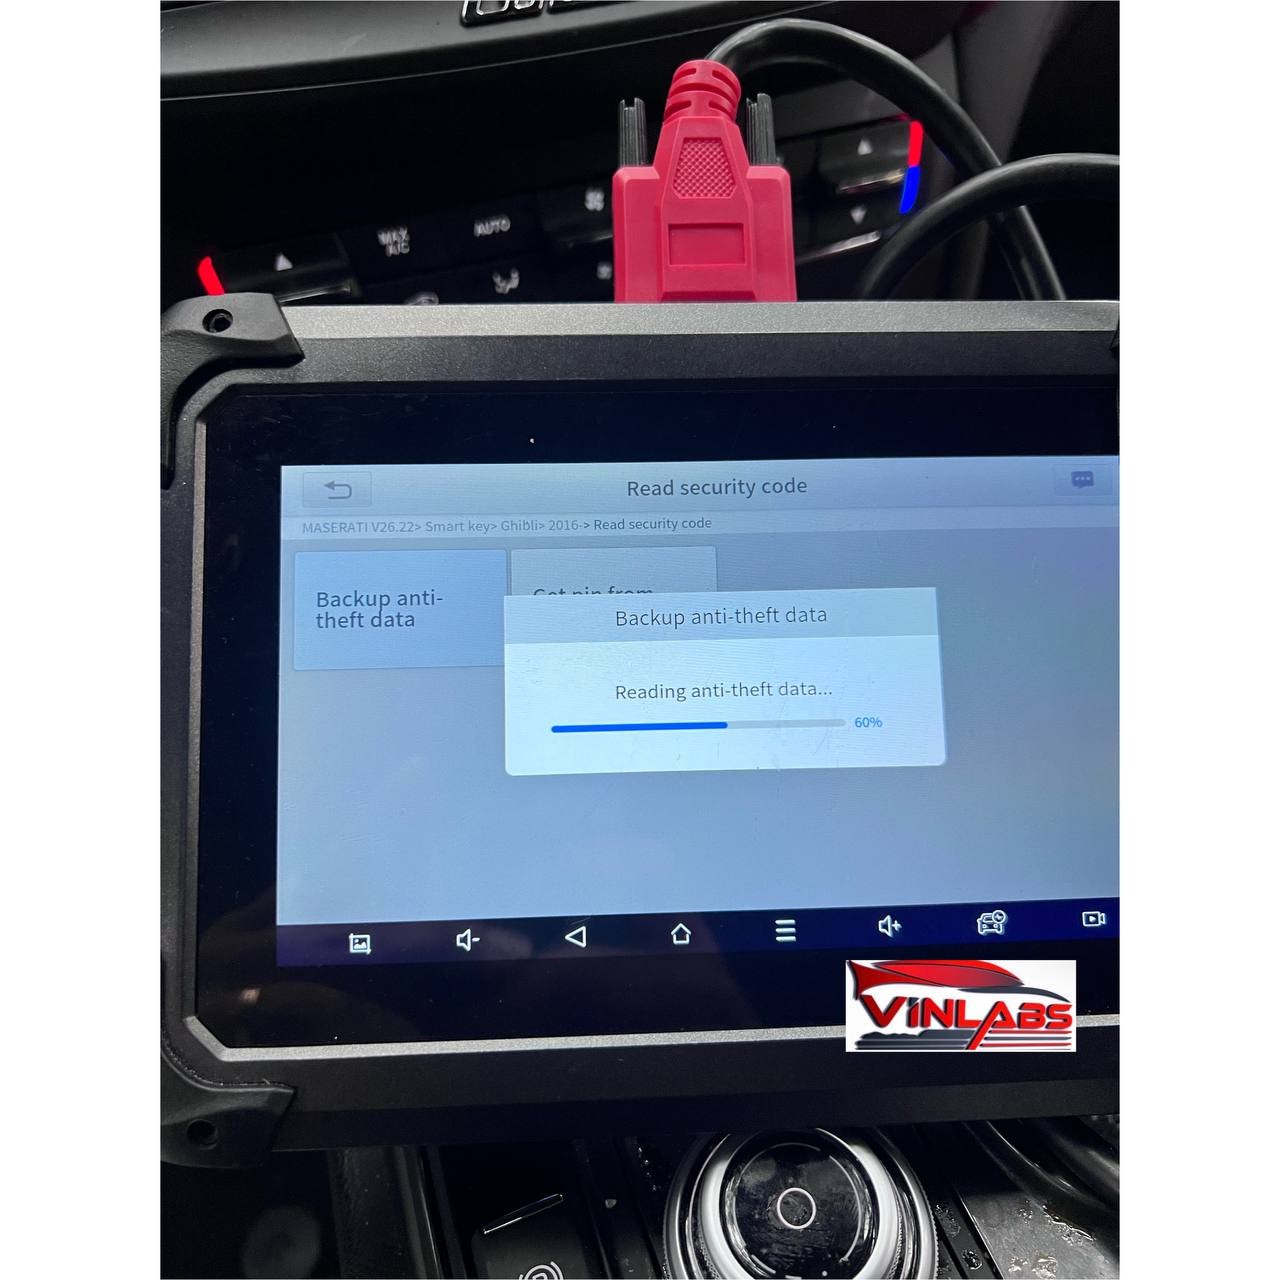 MAX
A/C
AUTO
Read security code
MASERATI V26.22> Smart key> Ghibli> 2016-> Read security code
Backup anti-
theft data
Get pin from
Backup anti-theft data
Reading anti-theft data...
60%
VINLABS